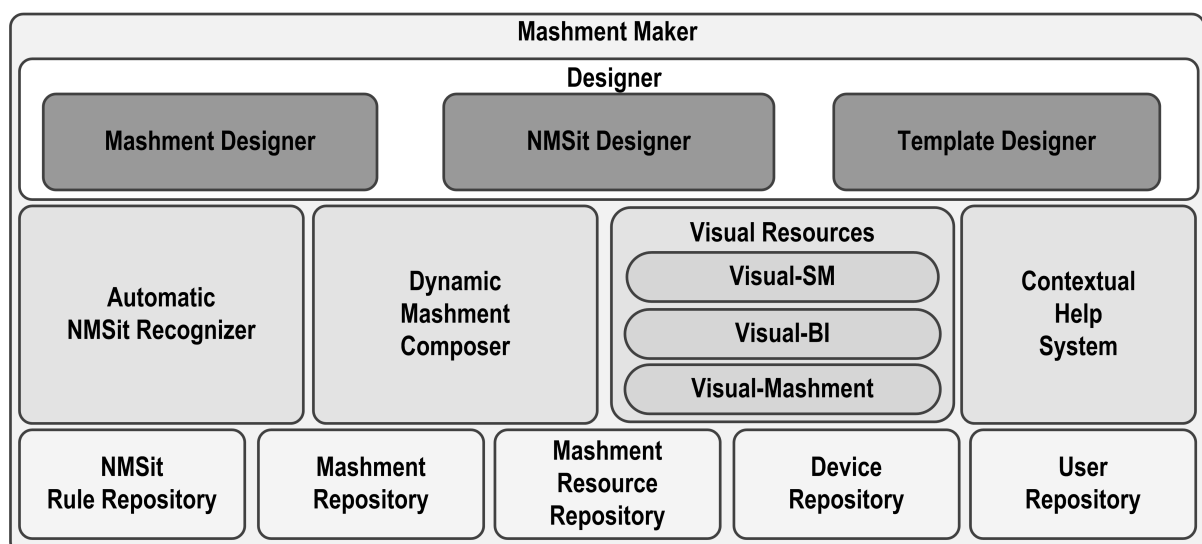 Mashment Maker
Designer
Mashment Designer
NMSit Designer
Template Designer
Automatic
NMSit Recognizer
Dynamic
Mashment
Composer
Visual Resources
Visual-SM
Visual-BI
Visual-Mashment
Contextual
Help
System
NMSit
Rule Repository
Mashment
Repository
Mashment
Resource
Repository
Device
Repository
User
Repository